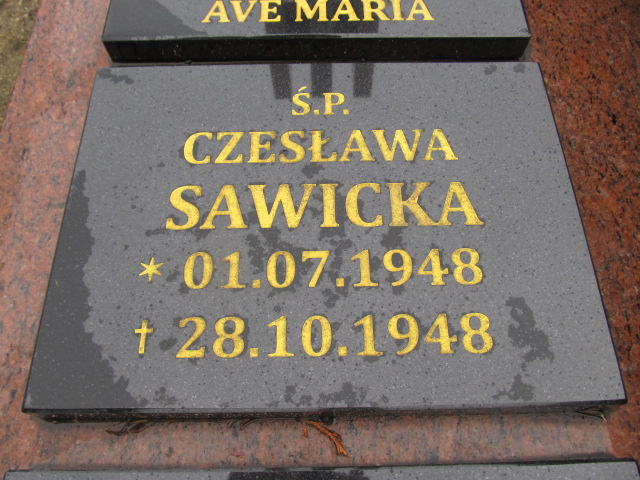 AVE MARIA
Ś.P.
CZESŁAWA
SAWICKA
* 01.07.1948
† 28.10.1948